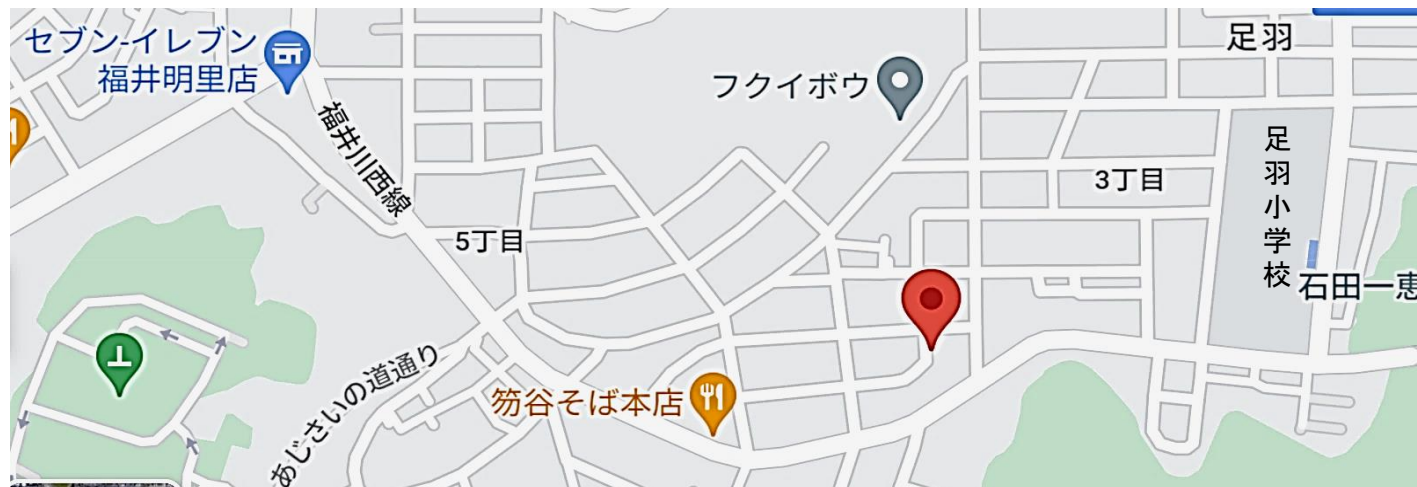 セブン-イレブン
福井明里店
福井川西線
フクイボウ
足羽
足羽小学校
3丁目
5丁目
石田一恵
あじさいの道通り
笏谷そば本店